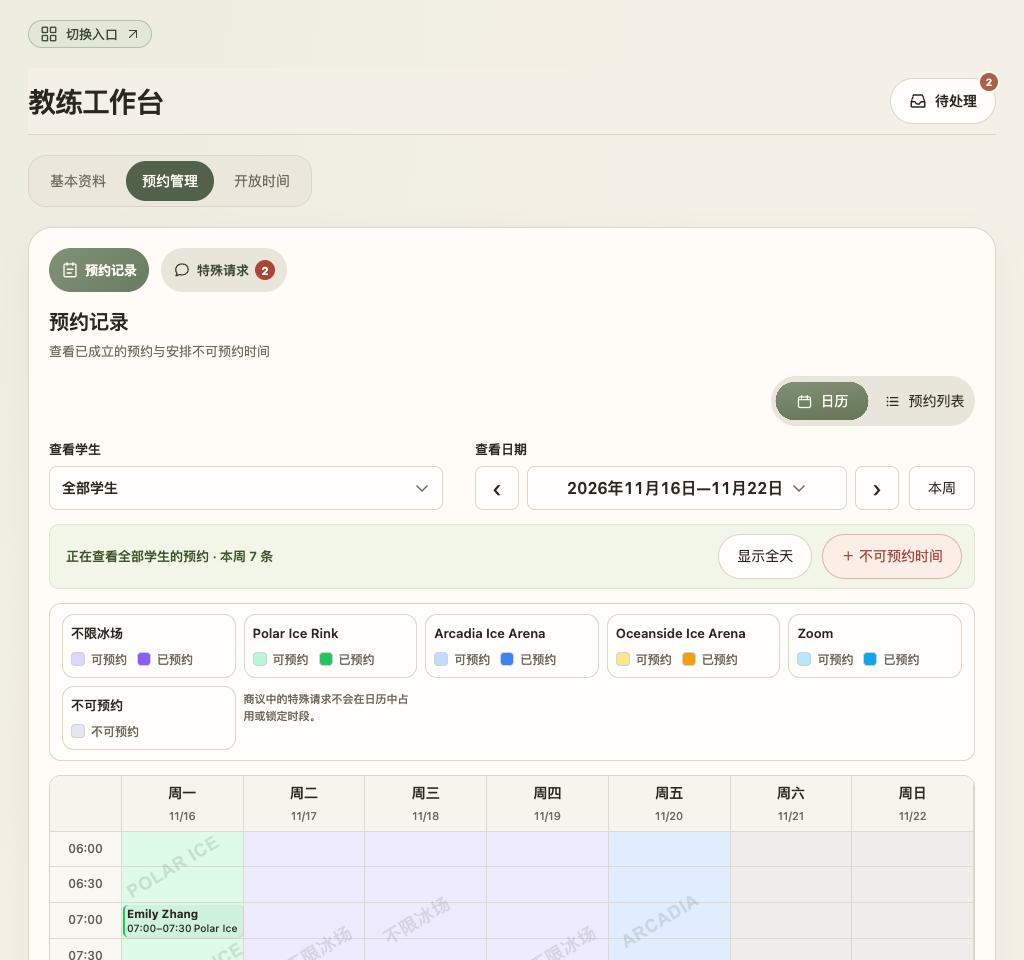 切换入口
教练工作台
待处理
2
基本资料
预约管理
开放时间
预约记录
特殊请求
2
预约记录
查看已成立的预约与安排不可预约时间
日历
预约列表
查看学生
查看日期
全部学生
2026年11月16日—11月22日
本周
正在查看全部学生的预约 · 本周 7 条
显示全天
+ 不可预约时间
不限冰场
可预约
已预约
Polar Ice Rink
可预约
已预约
Arcadia Ice Arena
可预约
已预约
Oceanside Ice Arena
可预约
已预约
Zoom
可预约
已预约
不可预约
不可预约
商议中的特殊请求不会在日历中占
用或锁定时段。
周一
周二
周三
周四
周五
周六
周日
11/16
11/17
11/18
11/19
11/20
11/21
11/22
06:00
POLAR ICE
06:30
07:00
Emily Zhang
07:00–07:30 Polar Ice
不限冰场
ARCADIA
07:30
ICE
不限冰场
不限冰场